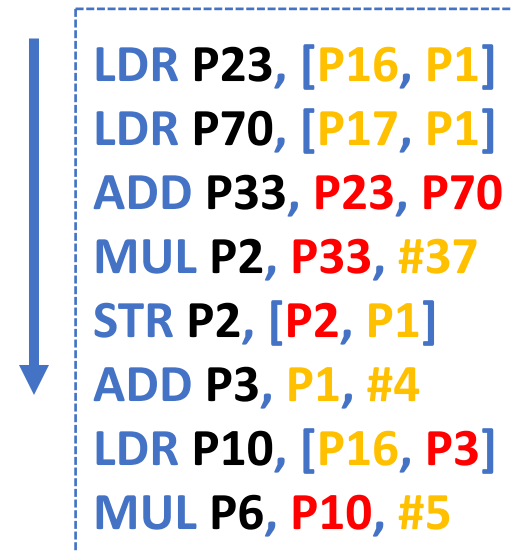 LDR P23, [P16, P1]
LDR P70, [P17, P1]
ADD P33, P23, P70
MUL P2, P33, #37
STR P2, [P2, P1]
ADD P3, P1, #4
LDR P10, [P16, P3]
MUL P6, P10, #5